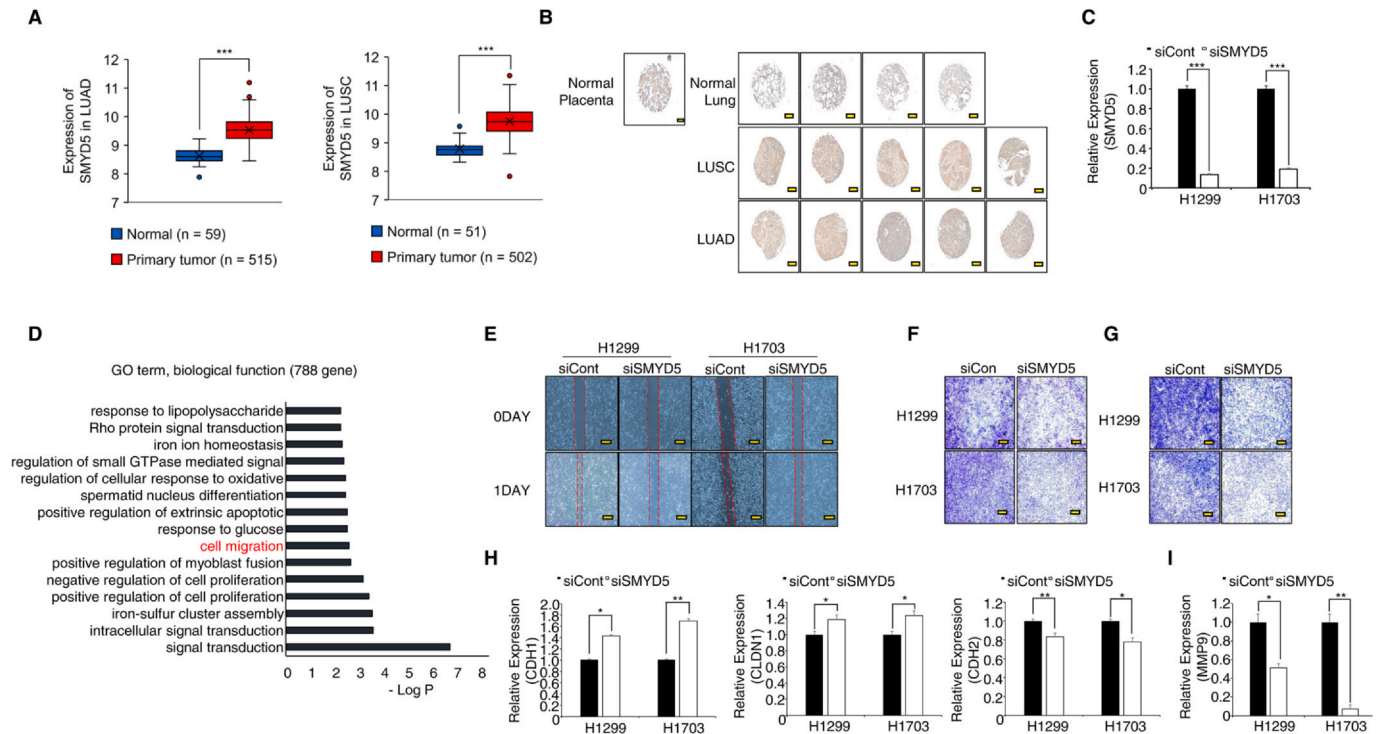 A
Expression of
SMYD5 in LUAD
12
11
10
9
8
7
***
Normal (n = 59)
Primary tumor (n = 515)
Expression of
SMYD5 in LUSC
12
11
10
9
8
7
***
Normal (n = 51)
Primary tumor (n = 502)
B
Normal
Placenta
Normal
Lung
LUSC
LUAD
C
siCont siSMYD5
Relative Expression
(SMYD5)
1.2
1.0
0.8
0.6
0.4
0.2
0
***
***
H1299 H1703
D
GO term, biological function (788 gene)
response to lipopolysaccharide
Rho protein signal transduction
iron ion homeostasis
regulation of small GTPase mediated signal
regulation of cellular response to oxidative
spermatid nucleus differentiation
positive regulation of extrinsic apoptotic
response to glucose
cell migration
positive regulation of myoblast fusion
negative regulation of cell proliferation
positive regulation of cell proliferation
iron-sulfur cluster assembly
intracellular signal transduction
signal transduction
0 1 2 3 4 5 6 7 8
- Log P
E
H1299 H1703
siCont siSMYD5 siCont siSMYD5
0DAY
1DAY
F
siCon siSMYD5
H1299
H1703
G
siCont siSMYD5
H1299
H1703
H
siCont siSMYD5
Relative Expression
(CDH1)
2.0
1.8
1.6
1.4
1.2
1.0
0.8
0.6
0.4
0.2
0
*
**
H1299 H1703
siCont siSMYD5
Relative Expression
(CLDN1)
1.4
1.2
1.0
0.8
0.6
0.4
0.2
0
*
*
H1299 H1703
siCont siSMYD5
Relative Expression
(CDH2)
1.2
1.0
0.8
0.6
0.4
0.2
0
**
*
H1299 H1703
I
siCont siSMYD5
Relative Expression
(MMP9)
1.2
1
0.8
0.6
0.4
0.2
0
*
**
H1299 H1703